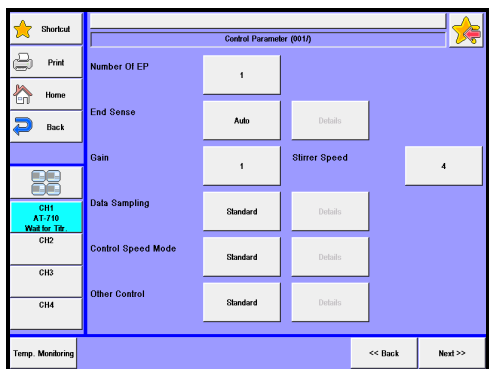 Shortcut
Control Parameter (001/)
Print
Number Of EP
1
Home
End Sense
Auto
Details
Back
Gain
1
Stirrer Speed
4
CH1
AT-710
Wait for Titr.
Data Sampling
Standard
Details
CH2
Control Speed Mode
Standard
Details
CH3
Other Control
Standard
Details
CH4
Temp. Monitoring
<< Back
Next >>